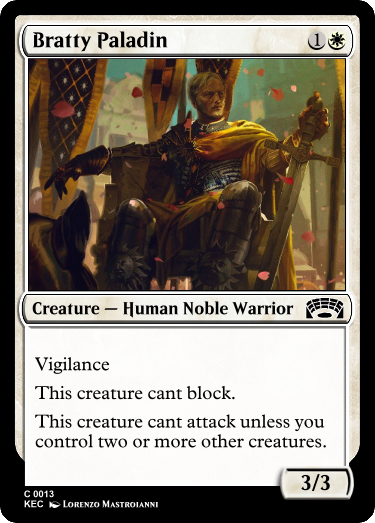 Bratty Paladin 1
Creature — Human Noble Warrior
Vigilance
This creature cant block.
This creature cant attack unless you
control two or more other creatures.
3/3
C 0013
KEC Lorenzo Mastroianni